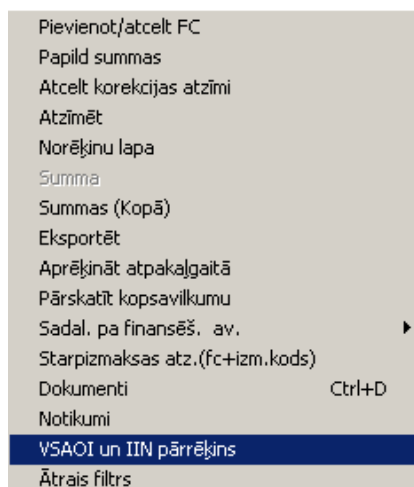 Pievienot/atcelt FC
Papild summas
Atcelt korekcijas atzīmi
Atzīmēt
Norēķinu lapa
Summa
Summas (Kopā)
Eksportēt
Aprēķināt atpakaļgaitā
Pārskatīt kopsavilkumu
Sadal. pa finansēš. av.
Starpizmaksas atz.(fc+izm.kods)
Dokumenti Ctrl+D
Notikumi
VSAOI un IIN pārrēķins
Ātrais filtrs